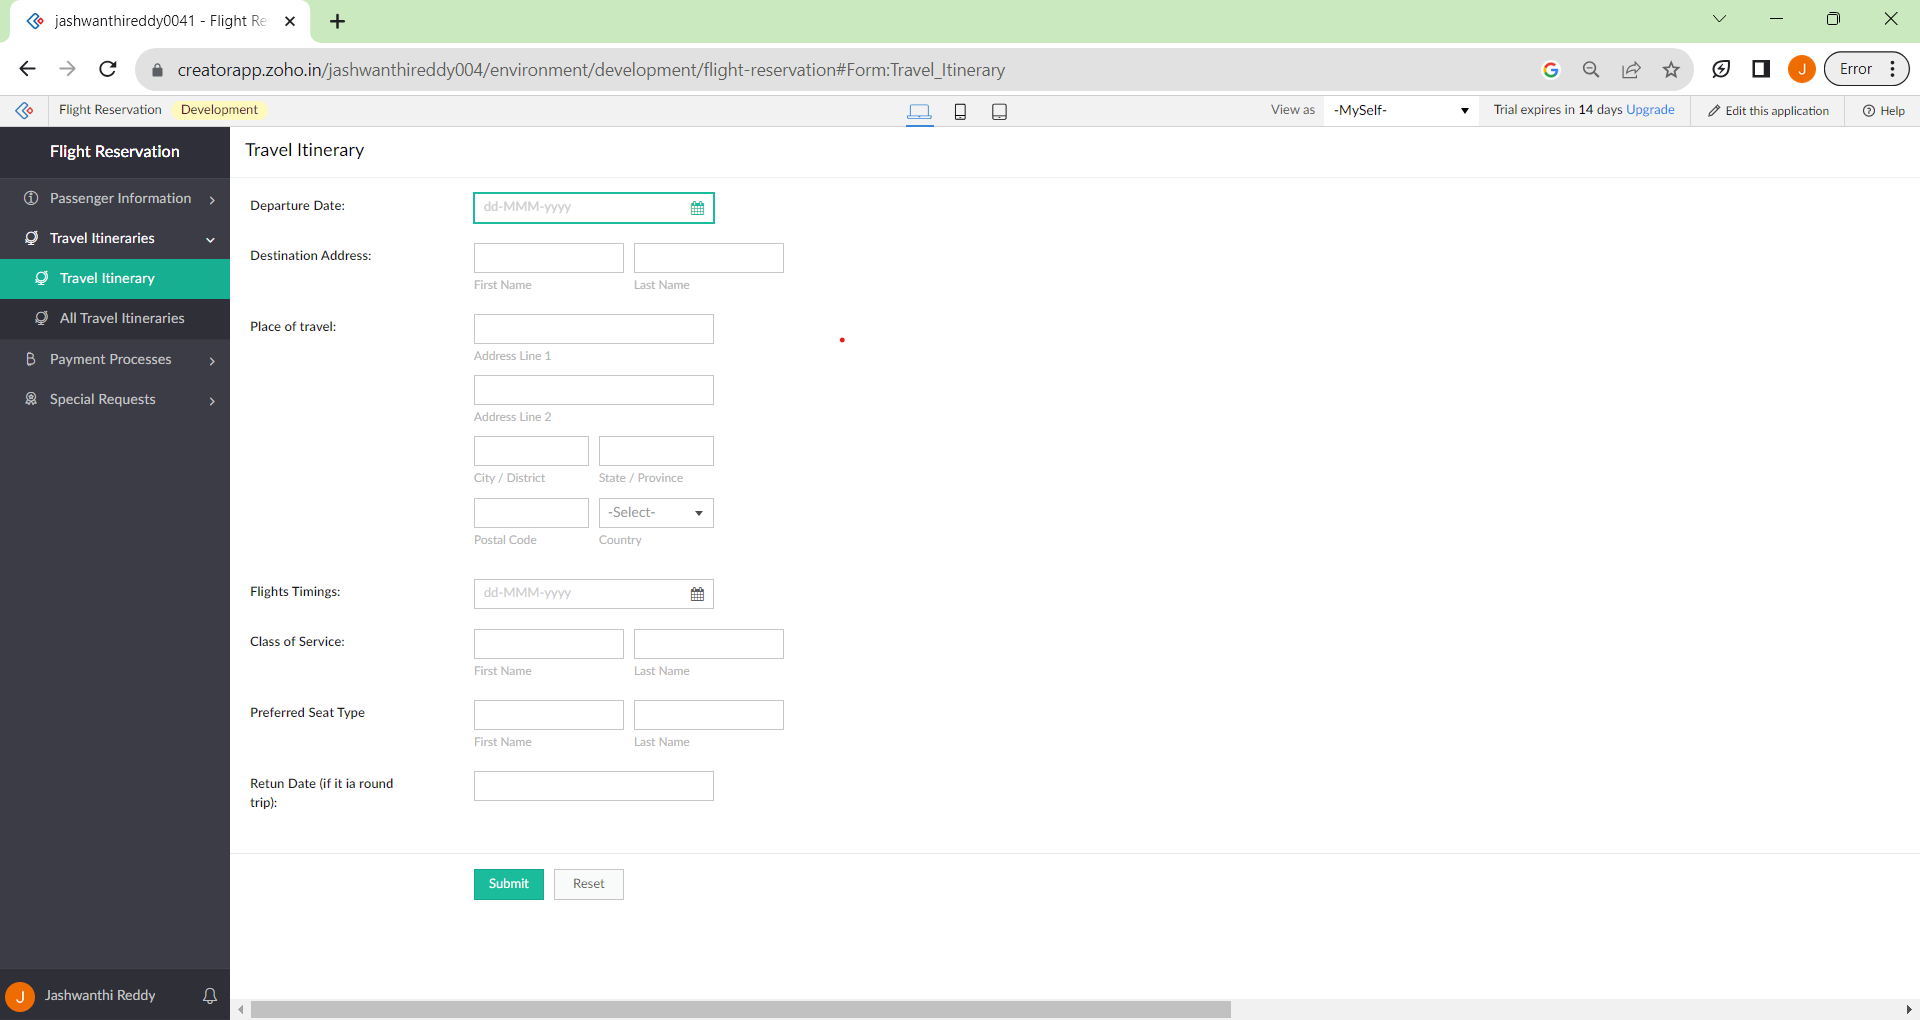 jashwanthireddy0041 - Flight Re
creatorapp.zoho.in/jashwanthireddy004/environment/development/flight-reservation#Form:Travel_Itinerary
J
Error
Flight Reservation
Development
View as
-MySelf-
Trial expires in 14 days Upgrade
Edit this application
Help
Flight Reservation
Passenger Information
Travel Itineraries
Travel Itinerary
All Travel Itineraries
Payment Processes
Special Requests
Jashwanthi Reddy
J
Travel Itinerary
Departure Date:
dd-MMM-yyyy
Destination Address:
First Name
Last Name
Place of travel:
Address Line 1
Address Line 2
City / District
State / Province
-Select-
Postal Code
Country
Flights Timings:
dd-MMM-yyyy
Class of Service:
First Name
Last Name
Preferred Seat Type
First Name
Last Name
Retun Date (if it ia round
trip):
Submit
Reset